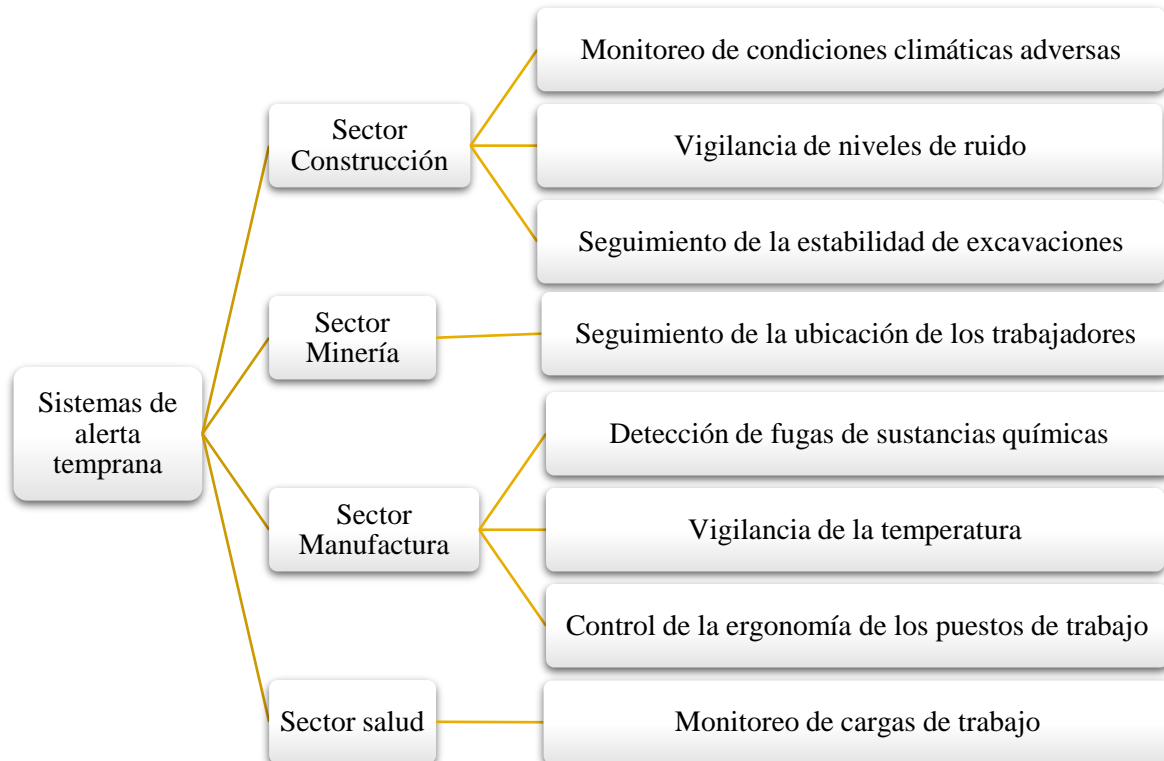 Sistemas de
alerta
temprana
Sector
Construcción
Monitoreo de condiciones climáticas adversas
Vigilancia de niveles de ruido
Seguimiento de la estabilidad de excavaciones
Sector
Minería
Seguimiento de la ubicación de los trabajadores
Sector
Manufactura
Detección de fugas de sustancias químicas
Vigilancia de la temperatura
Control de la ergonomía de los puestos de trabajo
Sector salud
Monitoreo de cargas de trabajo